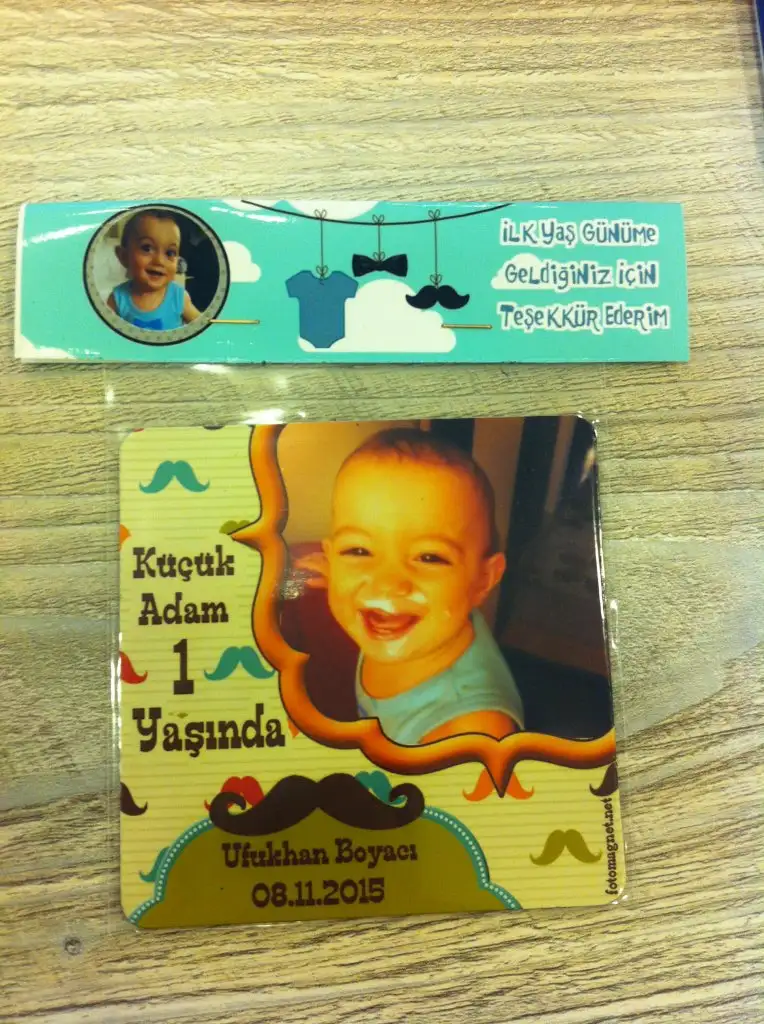 İLK Yaş GÜNÜME
GeLDİĞİNİZ İÇİN
TeşeKKÜR EDeRİM
Küçük
Adam
1
Yaşında
Ufukhan Boyacı
08.11.2015
fotomagnet.net